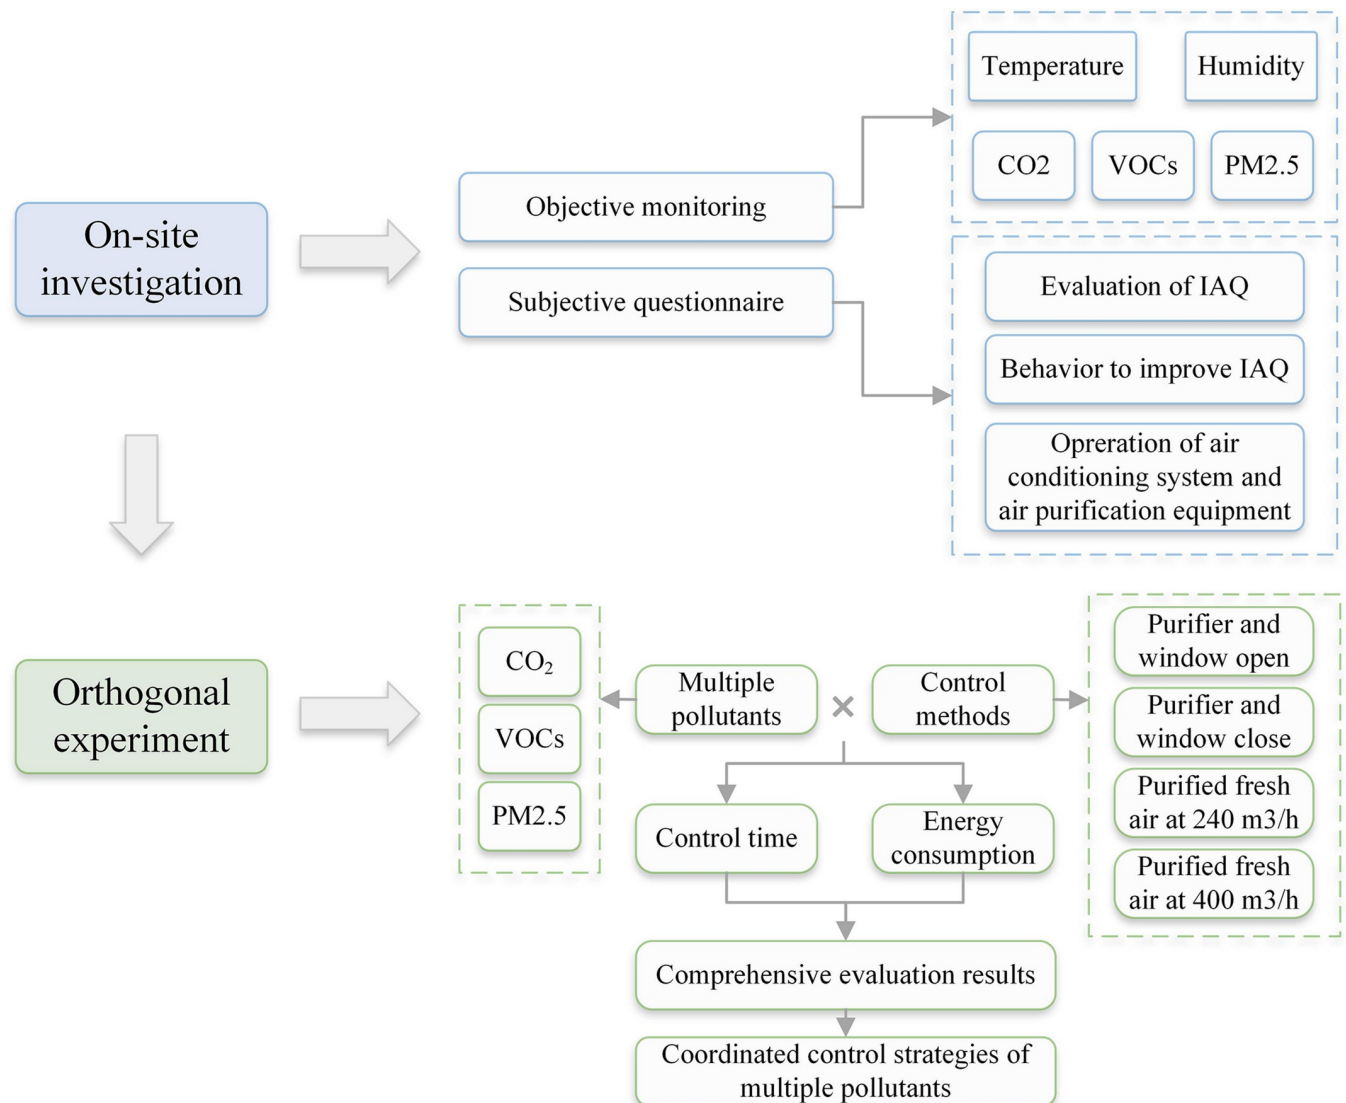 Temperature
Humidity
CO2
VOCs
PM2.5
On-site
investigation
Objective monitoring
Subjective questionnaire
Evaluation of IAQ
Behavior to improve IAQ
Opreration of air
conditioning system and
air purification equipment
Orthogonal
experiment
CO₂
VOCs
PM2.5
Multiple
pollutants
×
Control
methods
Purifier and
window open
Purifier and
window close
Purified fresh
air at 240 m3/h
Purified fresh
air at 400 m3/h
Control time
Energy
consumption
Comprehensive evaluation results
Coordinated control strategies of
multiple pollutants